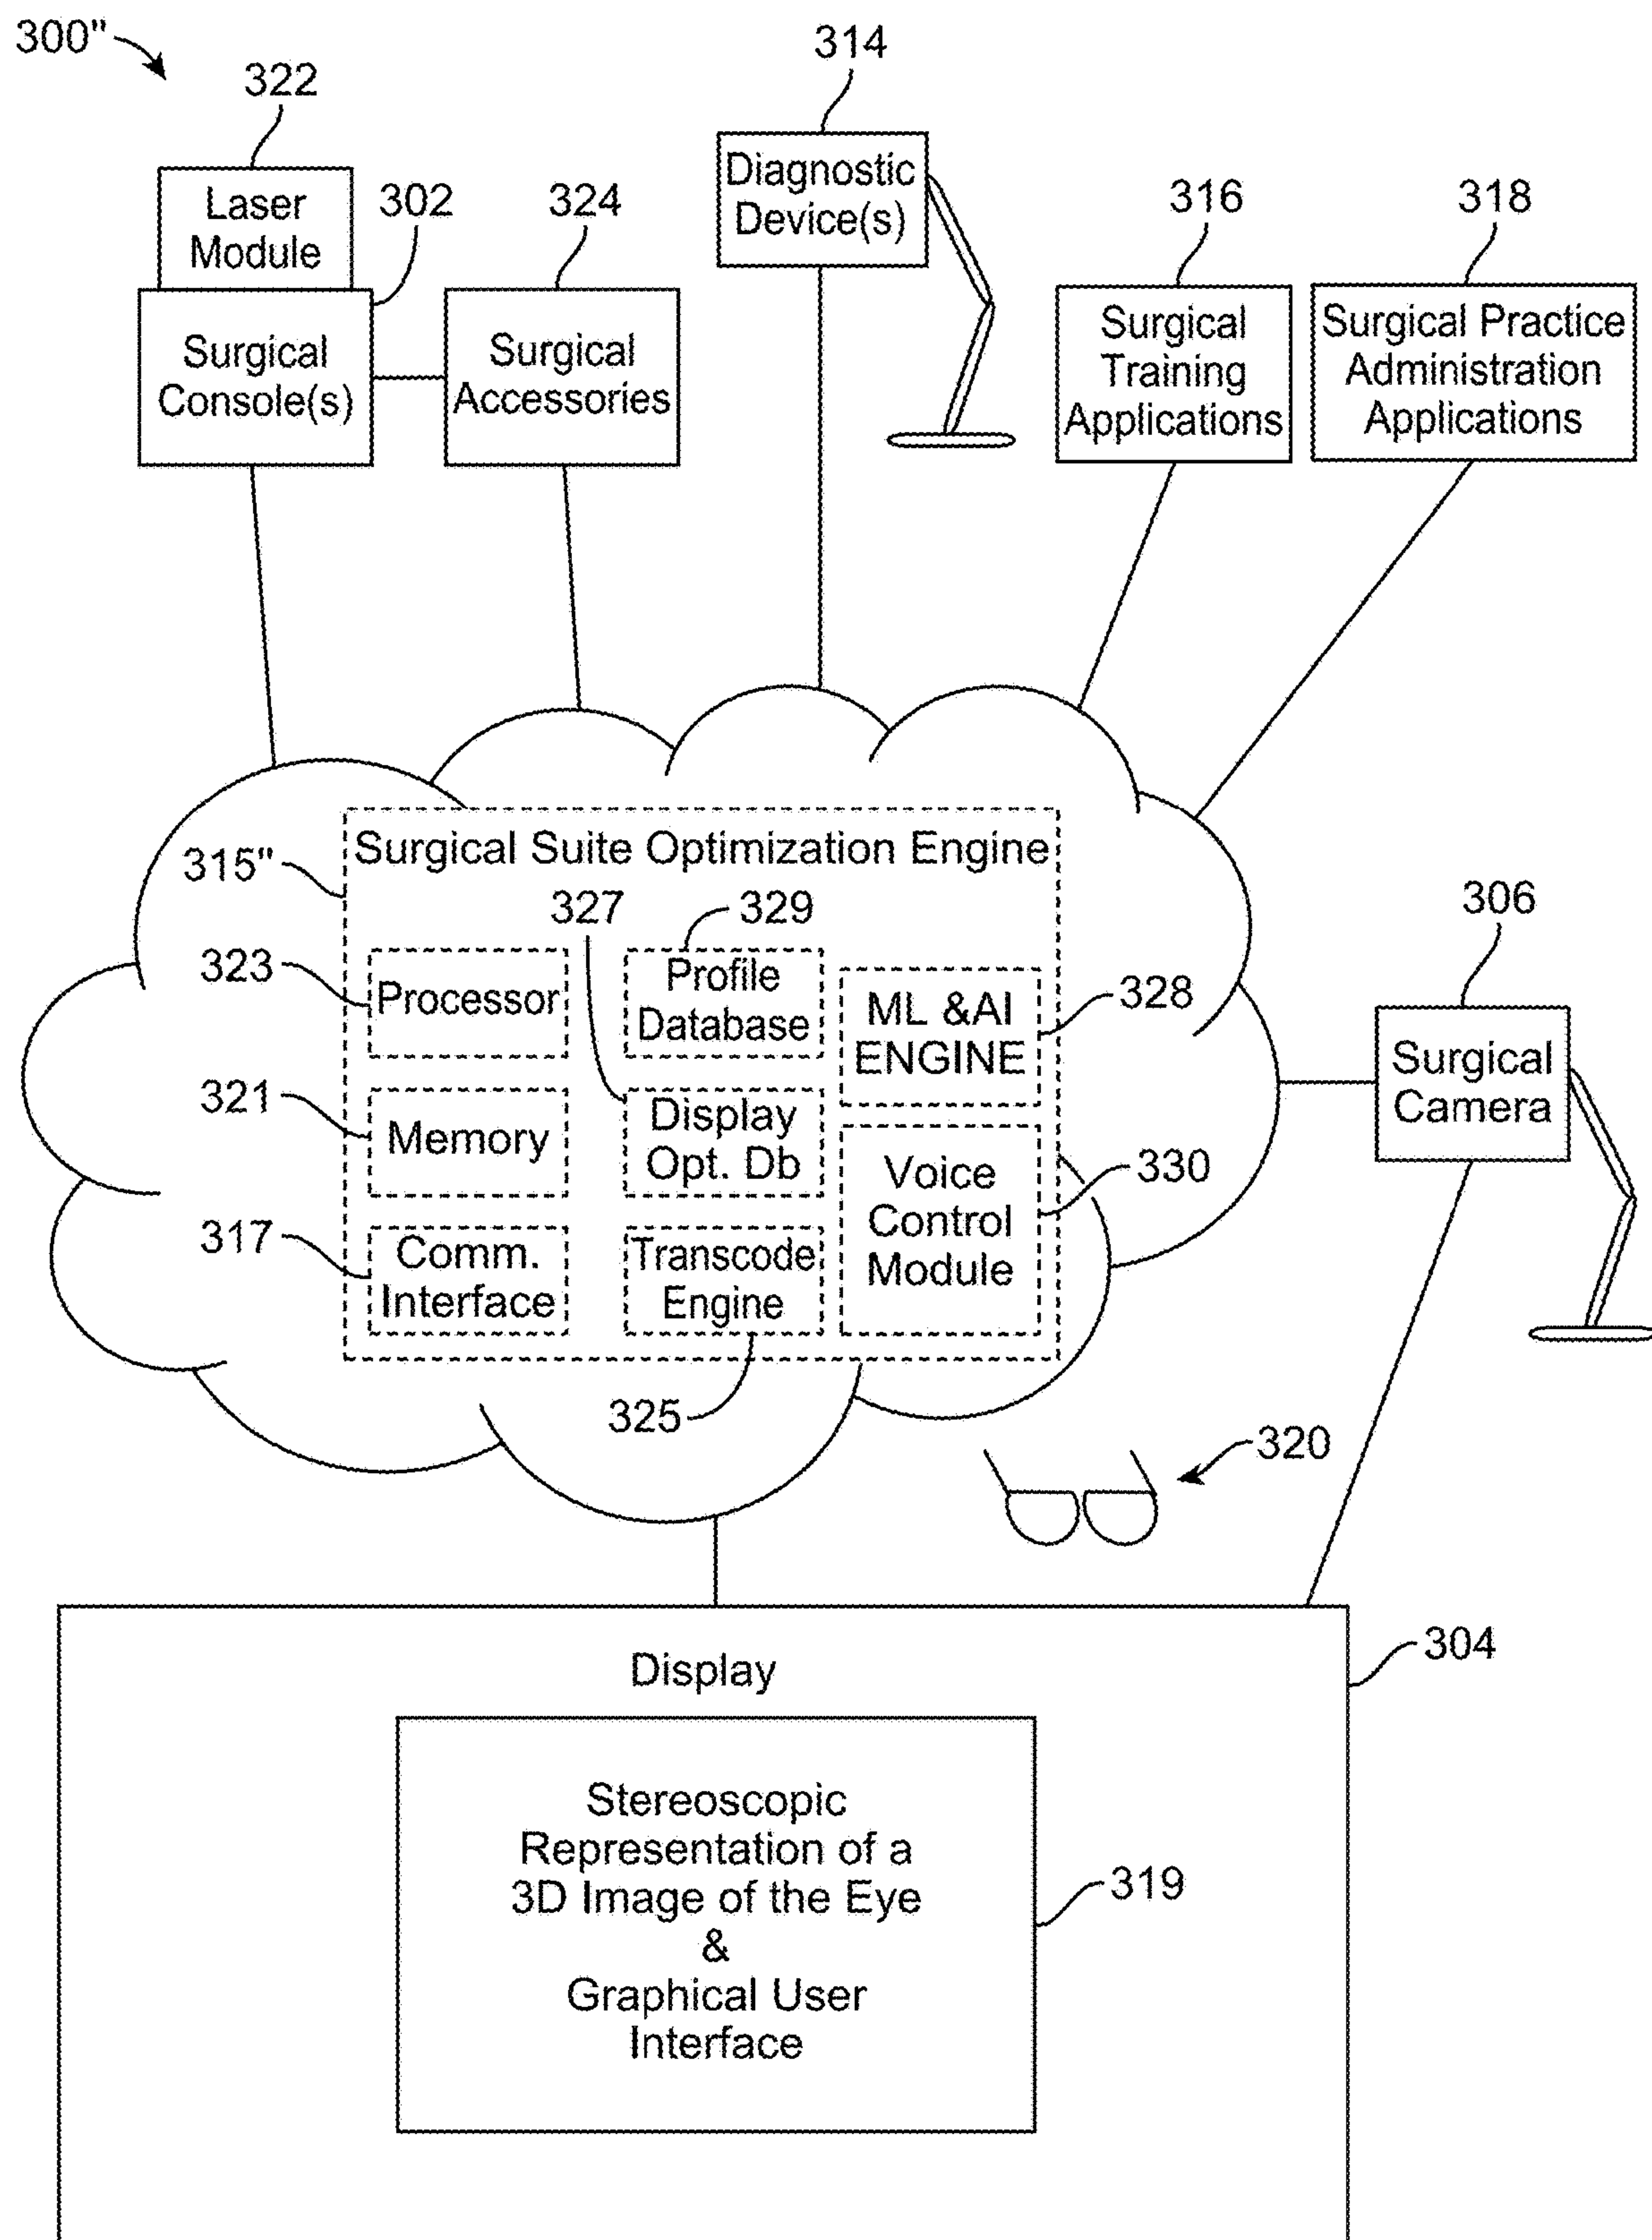 300"
322
314
Laser
Module
302
324
Diagnostic
Device(s)
316
318
Surgical
Console(s)
Surgical
Accessories
Surgical
Training
Applications
Surgical Practice
Administration
Applications
315"
Surgical Suite Optimization Engine
327
329
323
Processor
Profile
Database
ML &AI
ENGINE
328
306
Surgical
Camera
321
Memory
Display
Opt. Db
Voice
Control
Module
330
317
Comm.
Interface
Transcode
Engine
325
320
304
Display
Stereoscopic
Representation of a
3D Image of the Eye
&
Graphical User
Interface
319